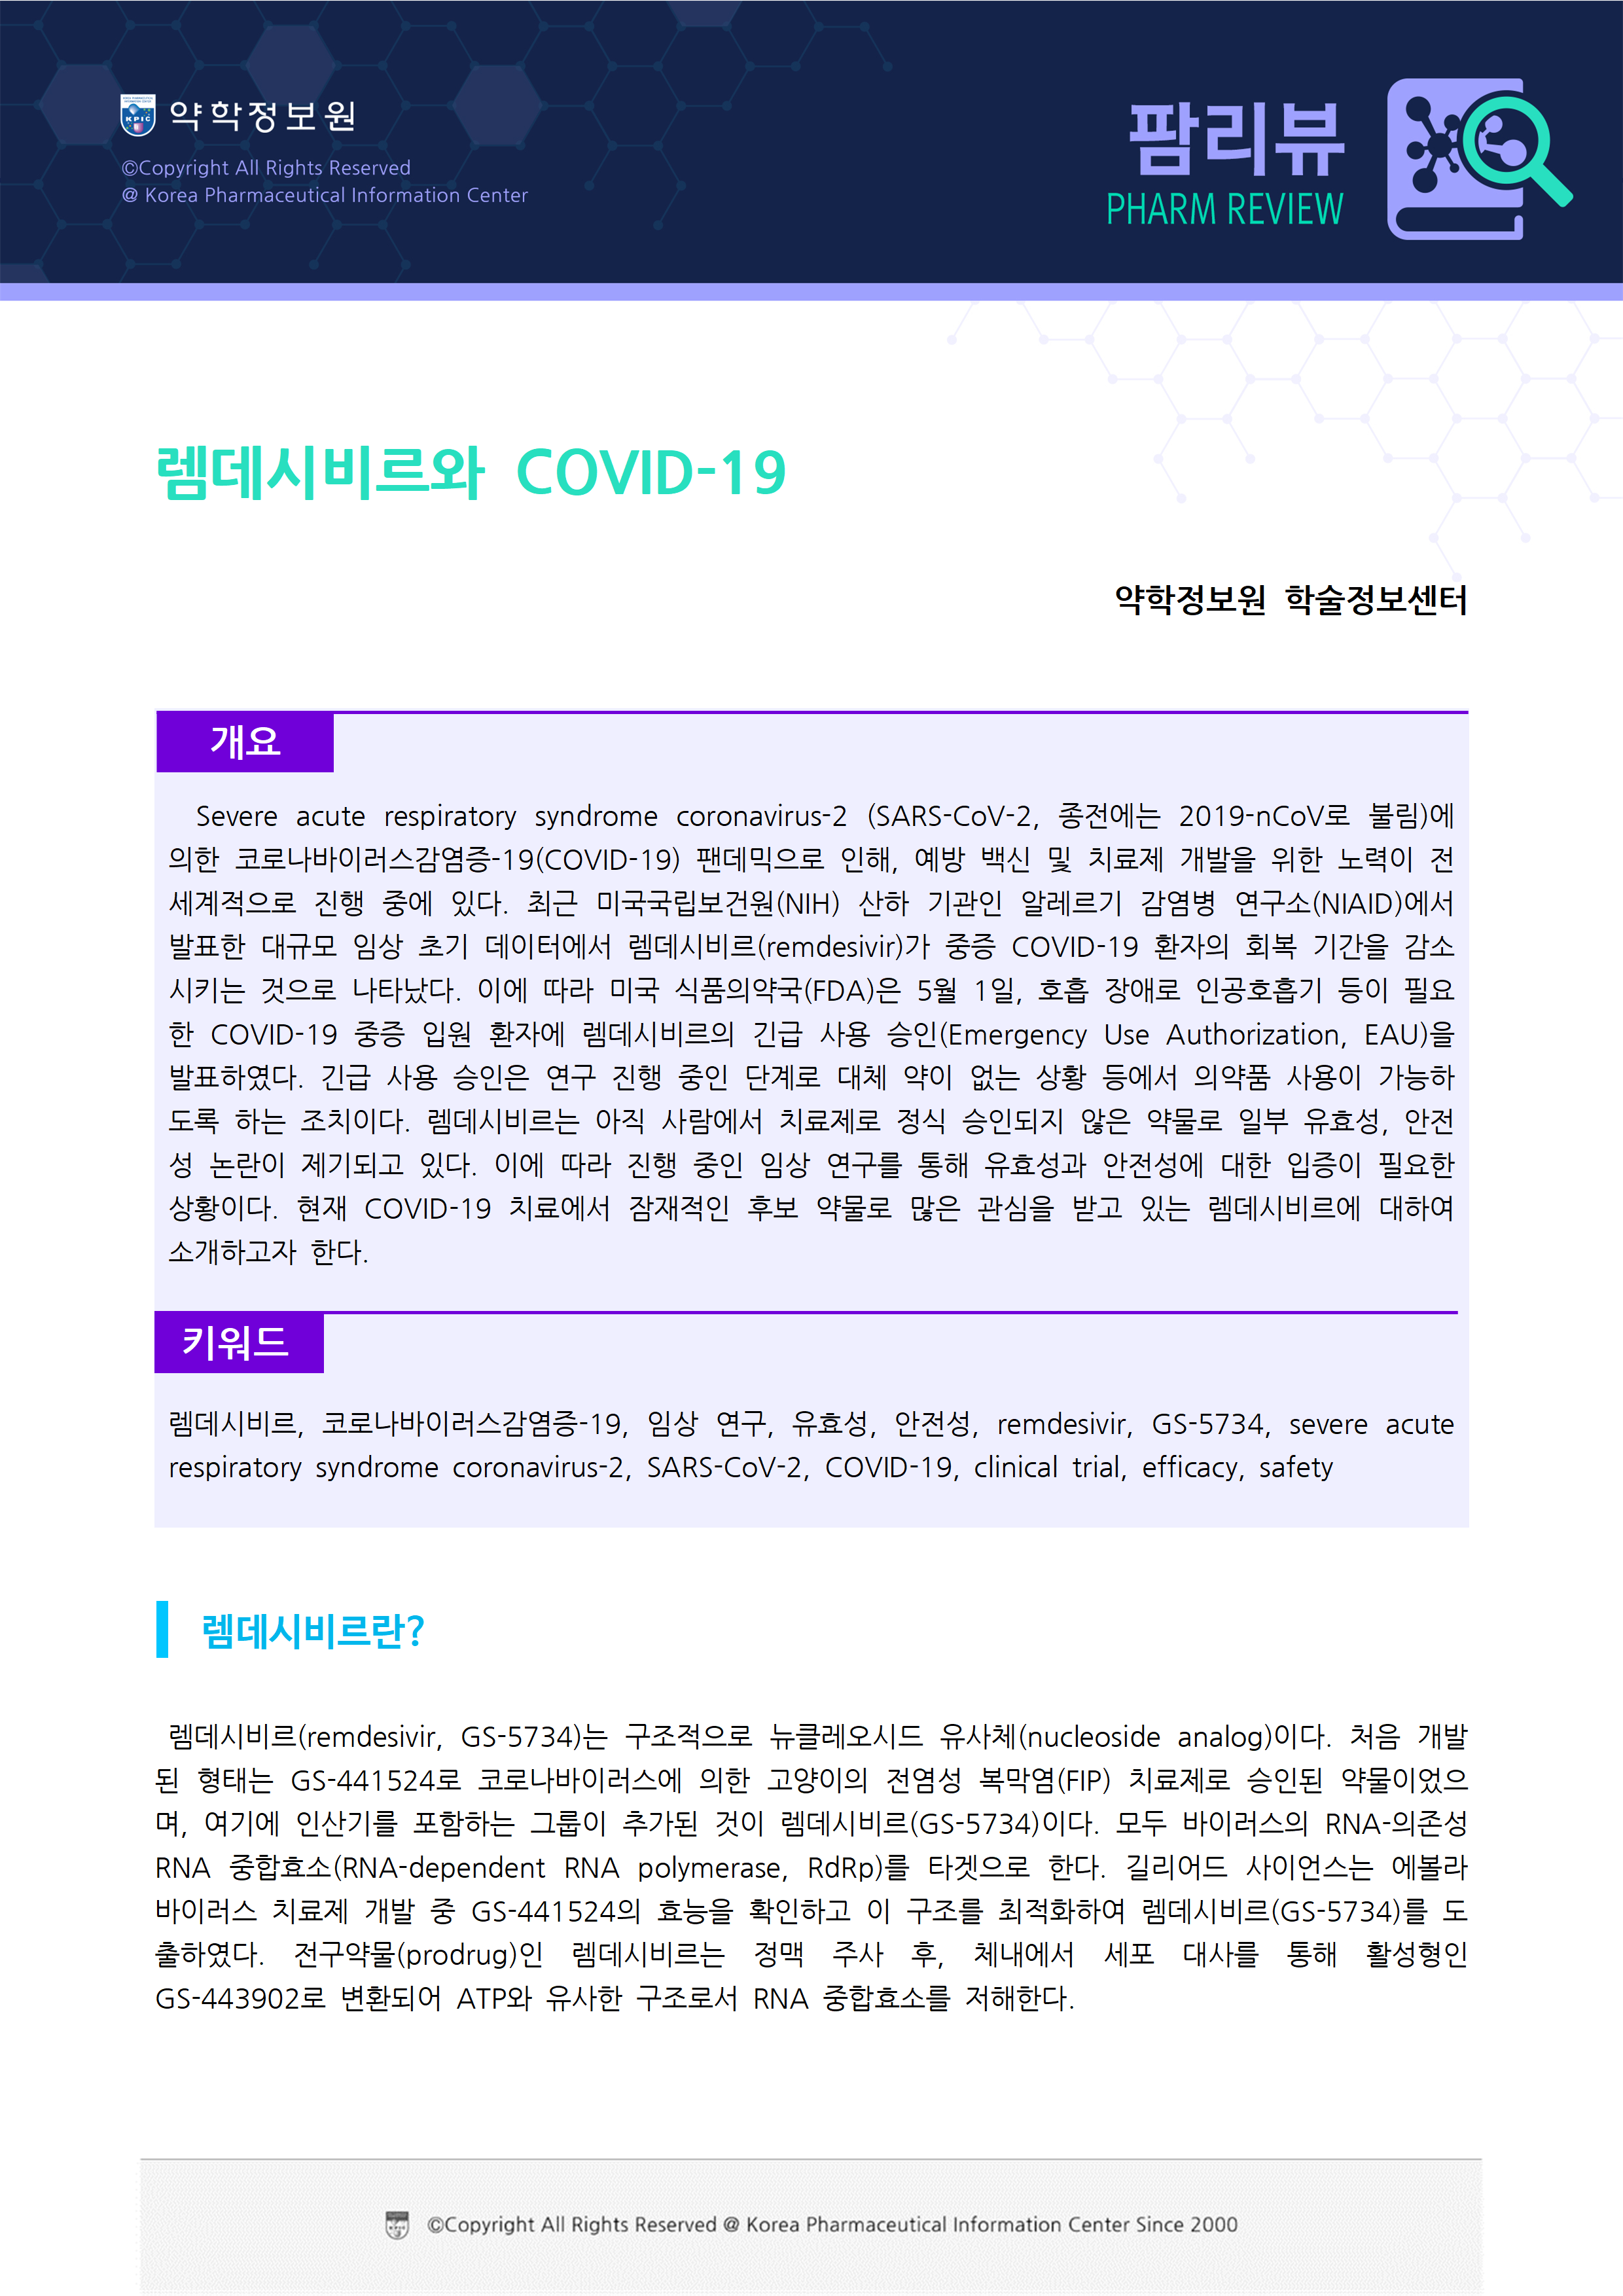 약학정보원
©Copyright All Rights Reserved
@ Korea Pharmaceutical Information Center
팜리뷰
PHARM REVIEW
렘데시비르와 COVID-19
약학정보원 학술정보센터
개요
Severe acute respiratory syndrome coronavirus-2 (SARS-CoV-2, 종전에는 2019-nCoV로 불림)에
의한 코로나바이러스감염증-19(COVID-19) 팬데믹으로 인해, 예방 백신 및 치료제 개발을 위한 노력이 전
세계적으로 진행 중에 있다. 최근 미국국립보건원(NIH) 산하 기관인 알레르기 감염병 연구소(NIAID)에서
발표한 대규모 임상 초기 데이터에서 렘데시비르(remdesivir)가 중증 COVID-19 환자의 회복 기간을 감소
시키는 것으로 나타났다. 이에 따라 미국 식품의약국(FDA)은 5월 1일, 호흡 장애로 인공호흡기 등이 필요
한 COVID-19 중증 입원 환자에 렘데시비르의 긴급 사용 승인(Emergency Use Authorization, EAU)을
발표하였다. 긴급 사용 승인은 연구 진행 중인 단계로 대체 약이 없는 상황 등에서 의약품 사용이 가능하
도록 하는 조치이다. 렘데시비르는 아직 사람에서 치료제로 정식 승인되지 않은 약물로 일부 유효성, 안전
성 논란이 제기되고 있다. 이에 따라 진행 중인 임상 연구를 통해 유효성과 안전성에 대한 입증이 필요한
상황이다. 현재 COVID-19 치료에서 잠재적인 후보 약물로 많은 관심을 받고 있는 렘데시비르에 대하여
소개하고자 한다.
키워드
렘데시비르, 코로나바이러스감염증-19, 임상 연구, 유효성, 안전성, remdesivir, GS-5734, severe acute
respiratory syndrome coronavirus-2, SARS-CoV-2, COVID-19, clinical trial, efficacy, safety
렘데시비르란?
렘데시비르(remdesivir, GS-5734)는 구조적으로 뉴클레오시드 유사체(nucleoside analog)이다. 처음 개발
된 형태는 GS-441524로 코로나바이러스에 의한 고양이의 전염성 복막염(FIP) 치료제로 승인된 약물이었으
며, 여기에 인산기를 포함하는 그룹이 추가된 것이 렘데시비르(GS-5734)이다. 모두 바이러스의 RNA-의존성
RNA 중합효소(RNA-dependent RNA polymerase, RdRp)를 타겟으로 한다. 길리어드 사이언스는 에볼라
바이러스 치료제 개발 중 GS-441524의 효능을 확인하고 이 구조를 최적화하여 렘데시비르(GS-5734)를 도
출하였다. 전구약물(prodrug)인 렘데시비르는 정맥 주사 후, 체내에서 세포 대사를 통해 활성형인
GS-443902로 변환되어 ATP와 유사한 구조로서 RNA 중합효소를 저해한다.
©Copyright All Rights Reserved @ Korea Pharmaceutical Information Center Since 2000